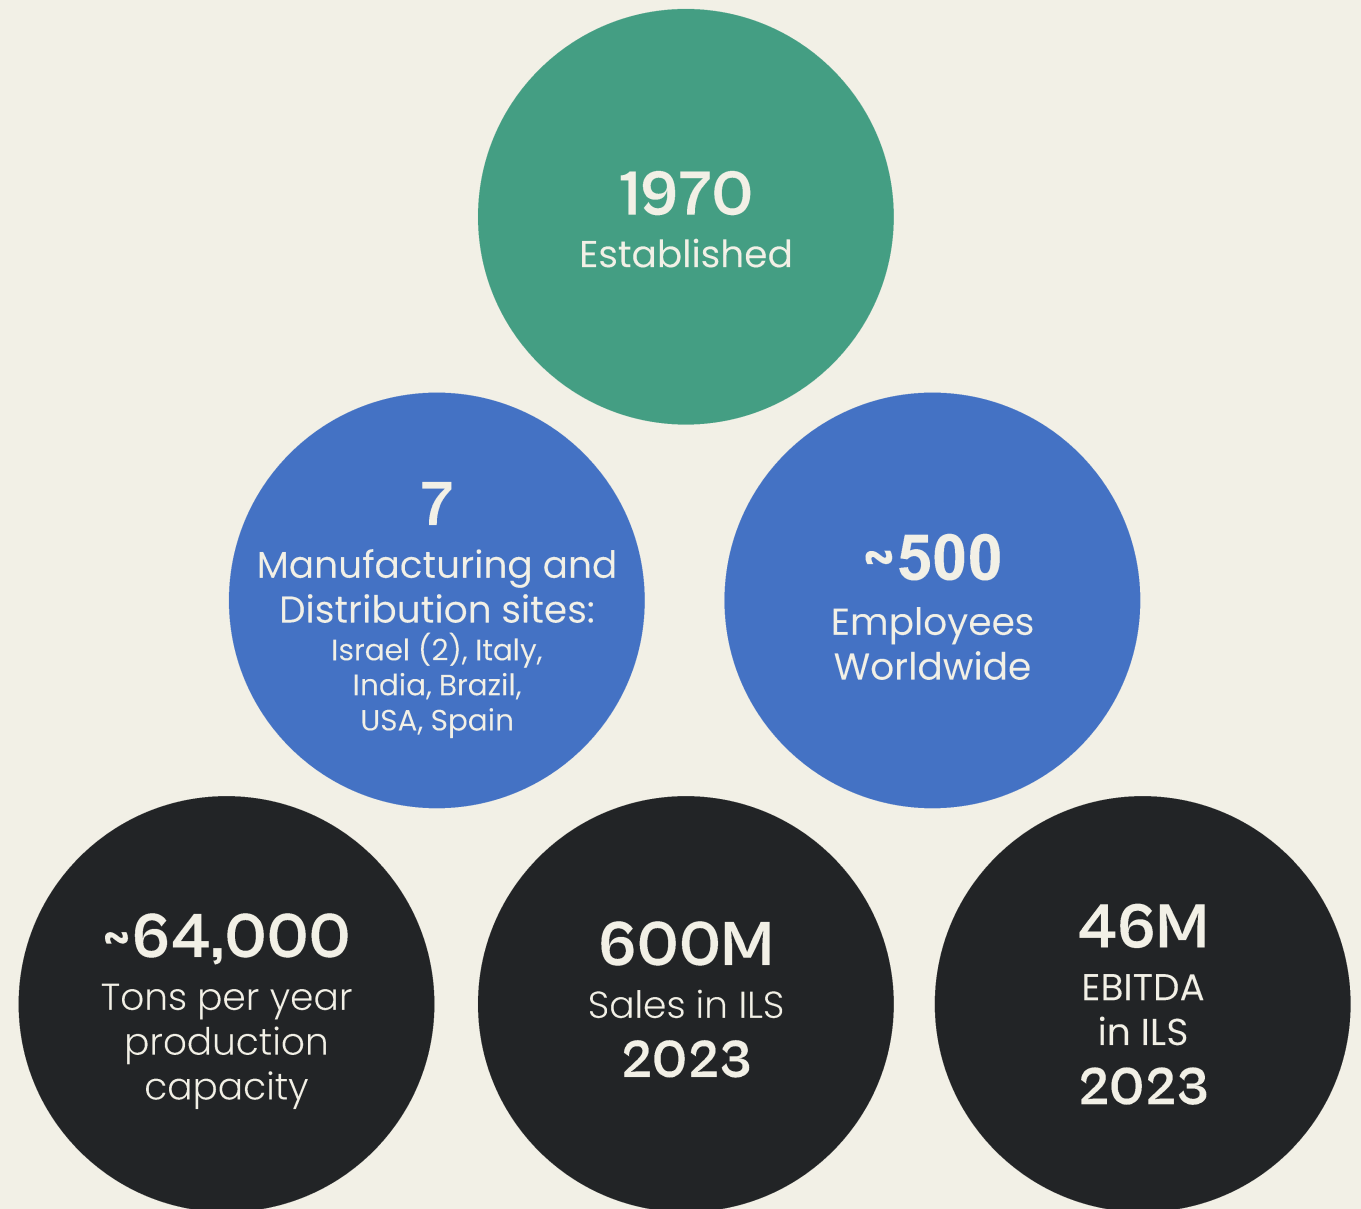 1970
Established
7
Manufacturing and
Distribution sites:
Israel (2), Italy,
India, Brazil,
USA, Spain
~500
Employees
Worldwide
~64,000
Tons per year
production
capacity
600M
Sales in ILS
2023
46M
EBITDA
in ILS
2023